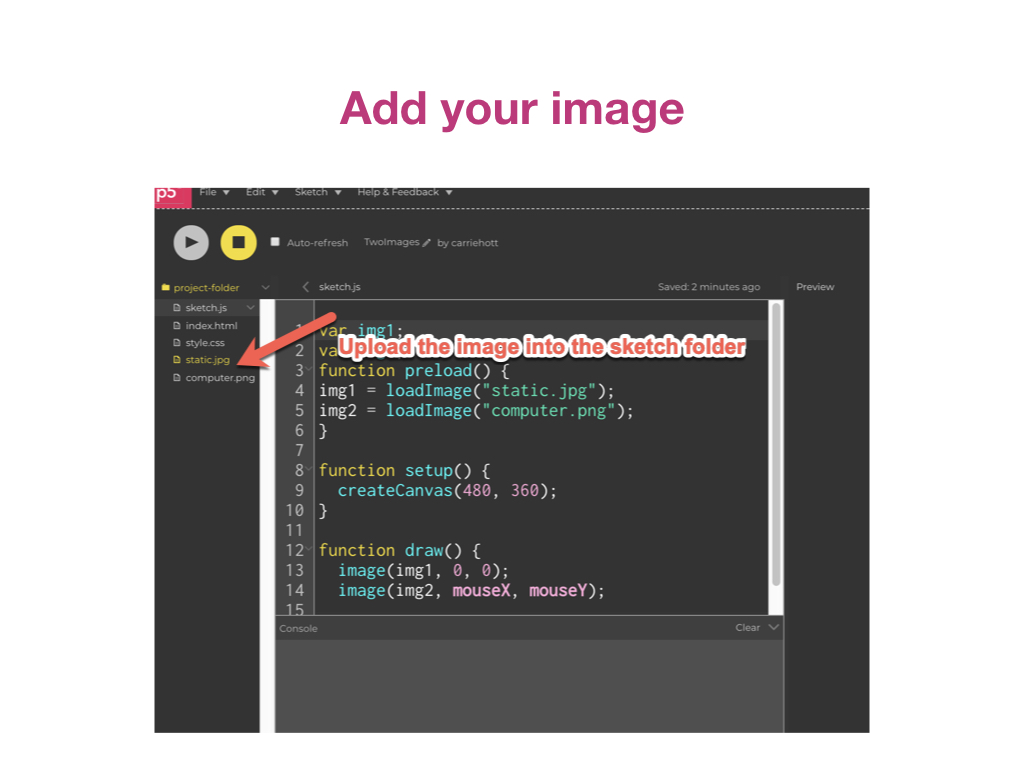 Add your image
p5
File Edit Sketch Help & Feedback
Auto-refresh TwoImages by carriehott
project-folder
sketch.js
index.html
style.css
static.jpg
computer.png
sketch.js Saved: 2 minutes ago Preview
1 var img1;
Upload the image into the sketch folder
2 va
3 function preload() {
4 img1 = loadImage("static.jpg");
5 img2 = loadImage("computer.png");
6 }
7
8 function setup() {
9 createCanvas(480, 360);
10 }
11
12 function draw() {
13 image(img1, 0, 0);
14 image(img2, mouseX, mouseY);
15
Console Clear